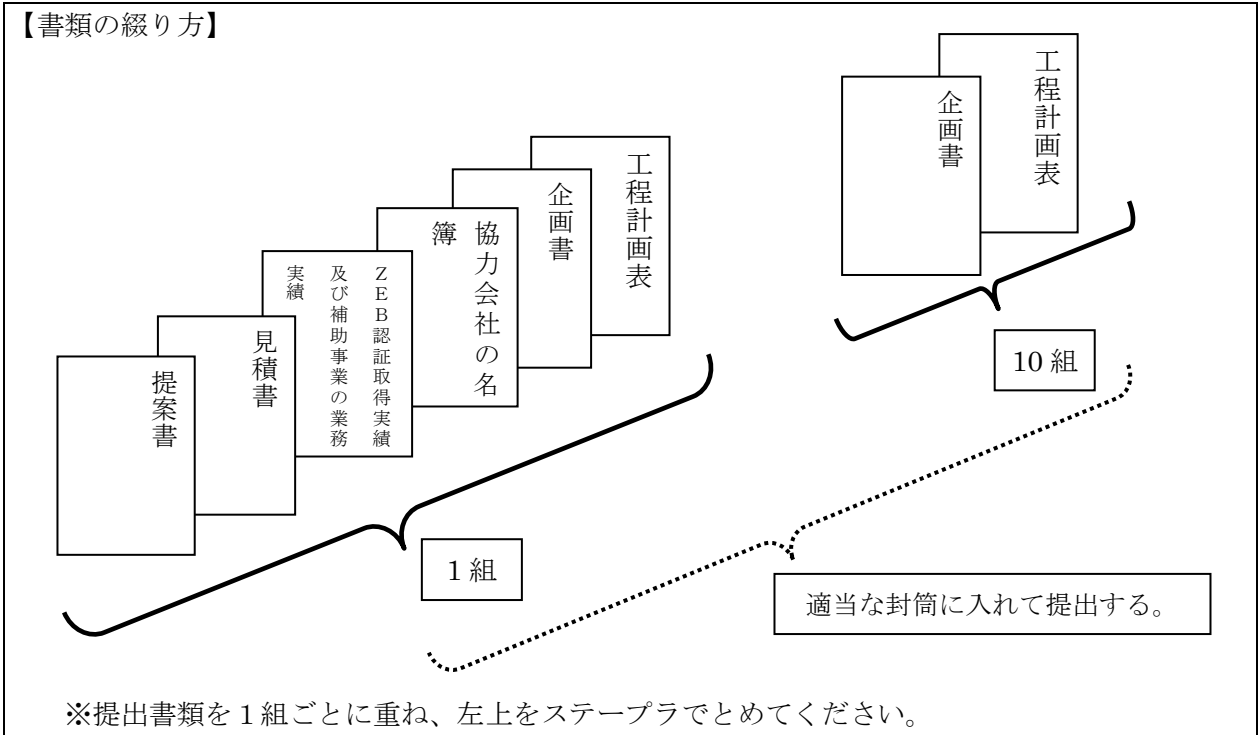 【書類の綴り方】
提案書
見積書
ZEB認証取得実績
及び補助事業の業務
実績
協力会社の名
簿
企画書
工程計画表
1組
企画書
工程計画表
10組
適当な封筒に入れて提出する。
※提出書類を1組ごとに重ね、左上をステープラでとめてください。